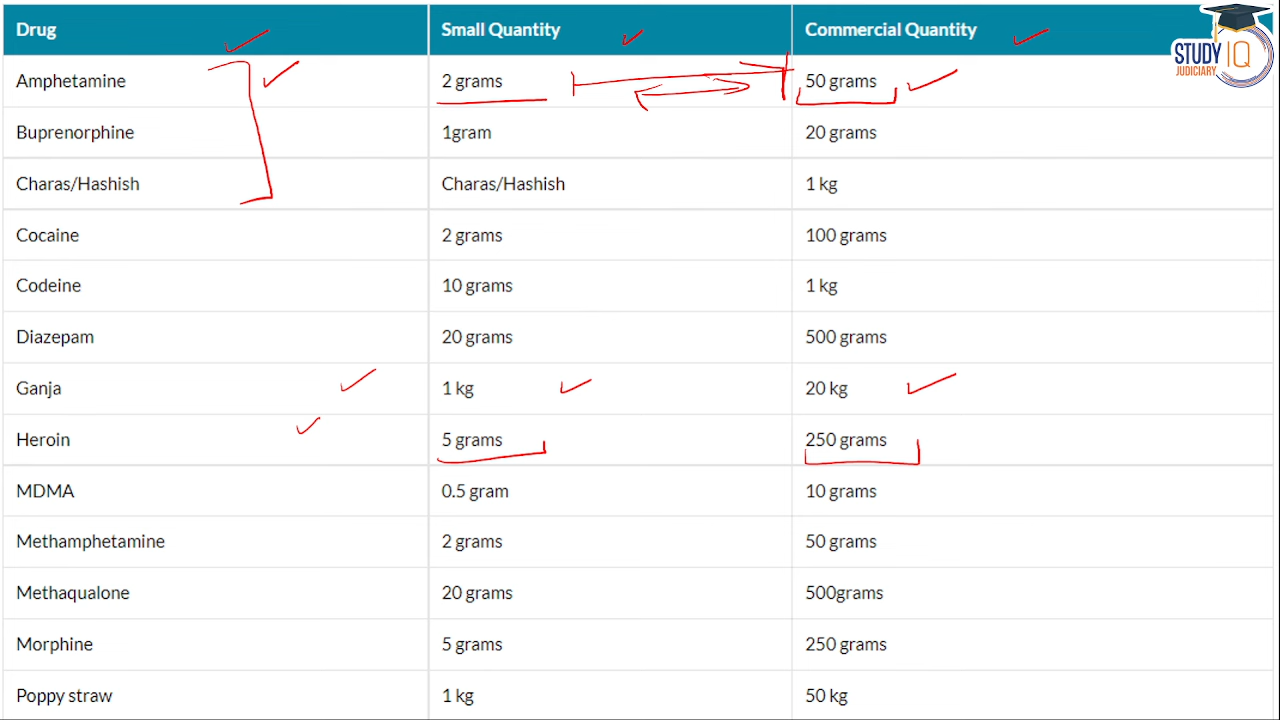 Drug Small Quantity Commercial Quantity
STUDY IQ
JUDICIARY
Amphetamine 2 grams 50 grams
Buprenorphine 1gram 20 grams
Charas/Hashish Charas/Hashish 1 kg
Cocaine 2 grams 100 grams
Codeine 10 grams 1 kg
Diazepam 20 grams 500 grams
Ganja 1 kg 20 kg
Heroin 5 grams 250 grams
MDMA 0.5 gram 10 grams
Methamphetamine 2 grams 50 grams
Methaqualone 20 grams 500grams
Morphine 5 grams 250 grams
Poppy straw 1 kg 50 kg